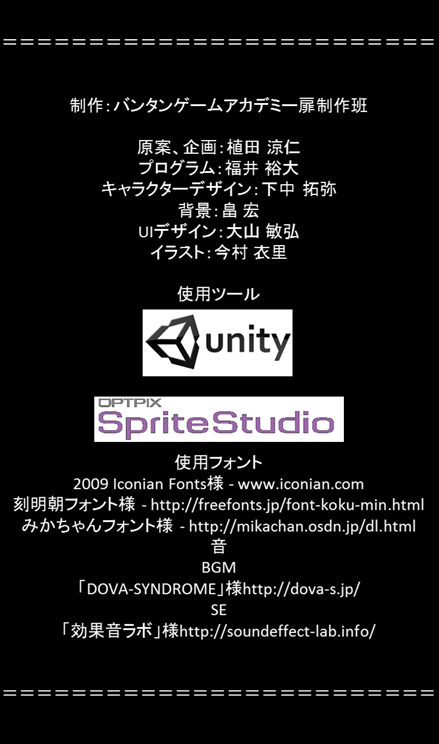 =========================
制作：バンタンゲームアカデミー扉制作班
原案、企画：植田 涼仁
プログラム：福井 裕大
キャラクターデザイン：下中 拓弥
背景：畠 宏
UIデザイン：大山 敏弘
イラスト：今村 衣里
使用ツール
unity
OPTPiX
SpriteStudio
使用フォント
2009 Iconian Fonts様 - www.iconian.com
刻明朝フォント様 - http://freefonts.jp/font-koku-min.html
みかちゃんフォント様 - http://mikachan.osdn.jp/dl.html
音
BGM
「DOVA-SYNDROME」様http://dova-s.jp/
SE
「効果音ラボ」様http://soundeffect-lab.info/
=========================